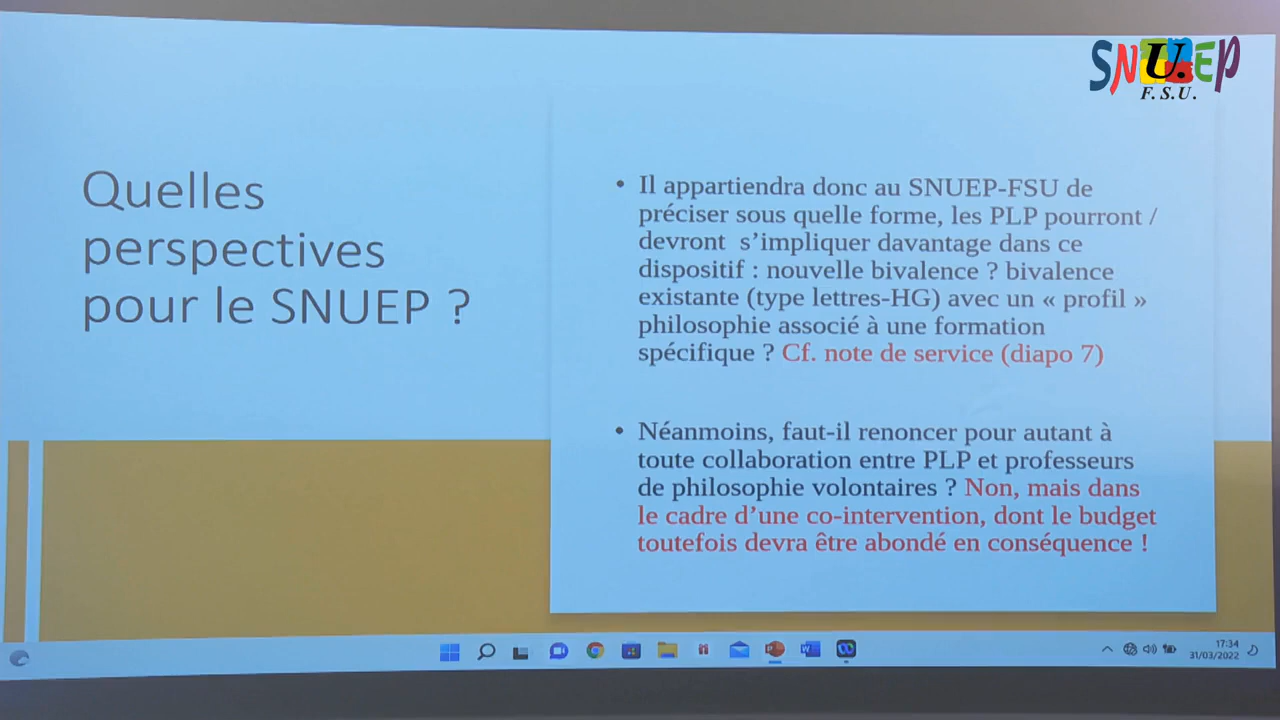 SNU.EP
F.S.U.
Quelles
perspectives
pour le SNUEP ?
• Il appartiendra donc au SNUEP-FSU de
préciser sous quelle forme, les PLP pourront /
devront s’impliquer davantage dans ce
dispositif : nouvelle bivalence ? bivalence
existante (type lettres-HG) avec un « profil »
philosophie associé à une formation
spécifique ? Cf. note de service (diapo 7)
• Néanmoins, faut-il renoncer pour autant à
toute collaboration entre PLP et professeurs
de philosophie volontaires ? Non, mais dans
le cadre d’une co-intervention, dont le budget
toutefois devra être abondé en conséquence !
17:34
31/03/2022